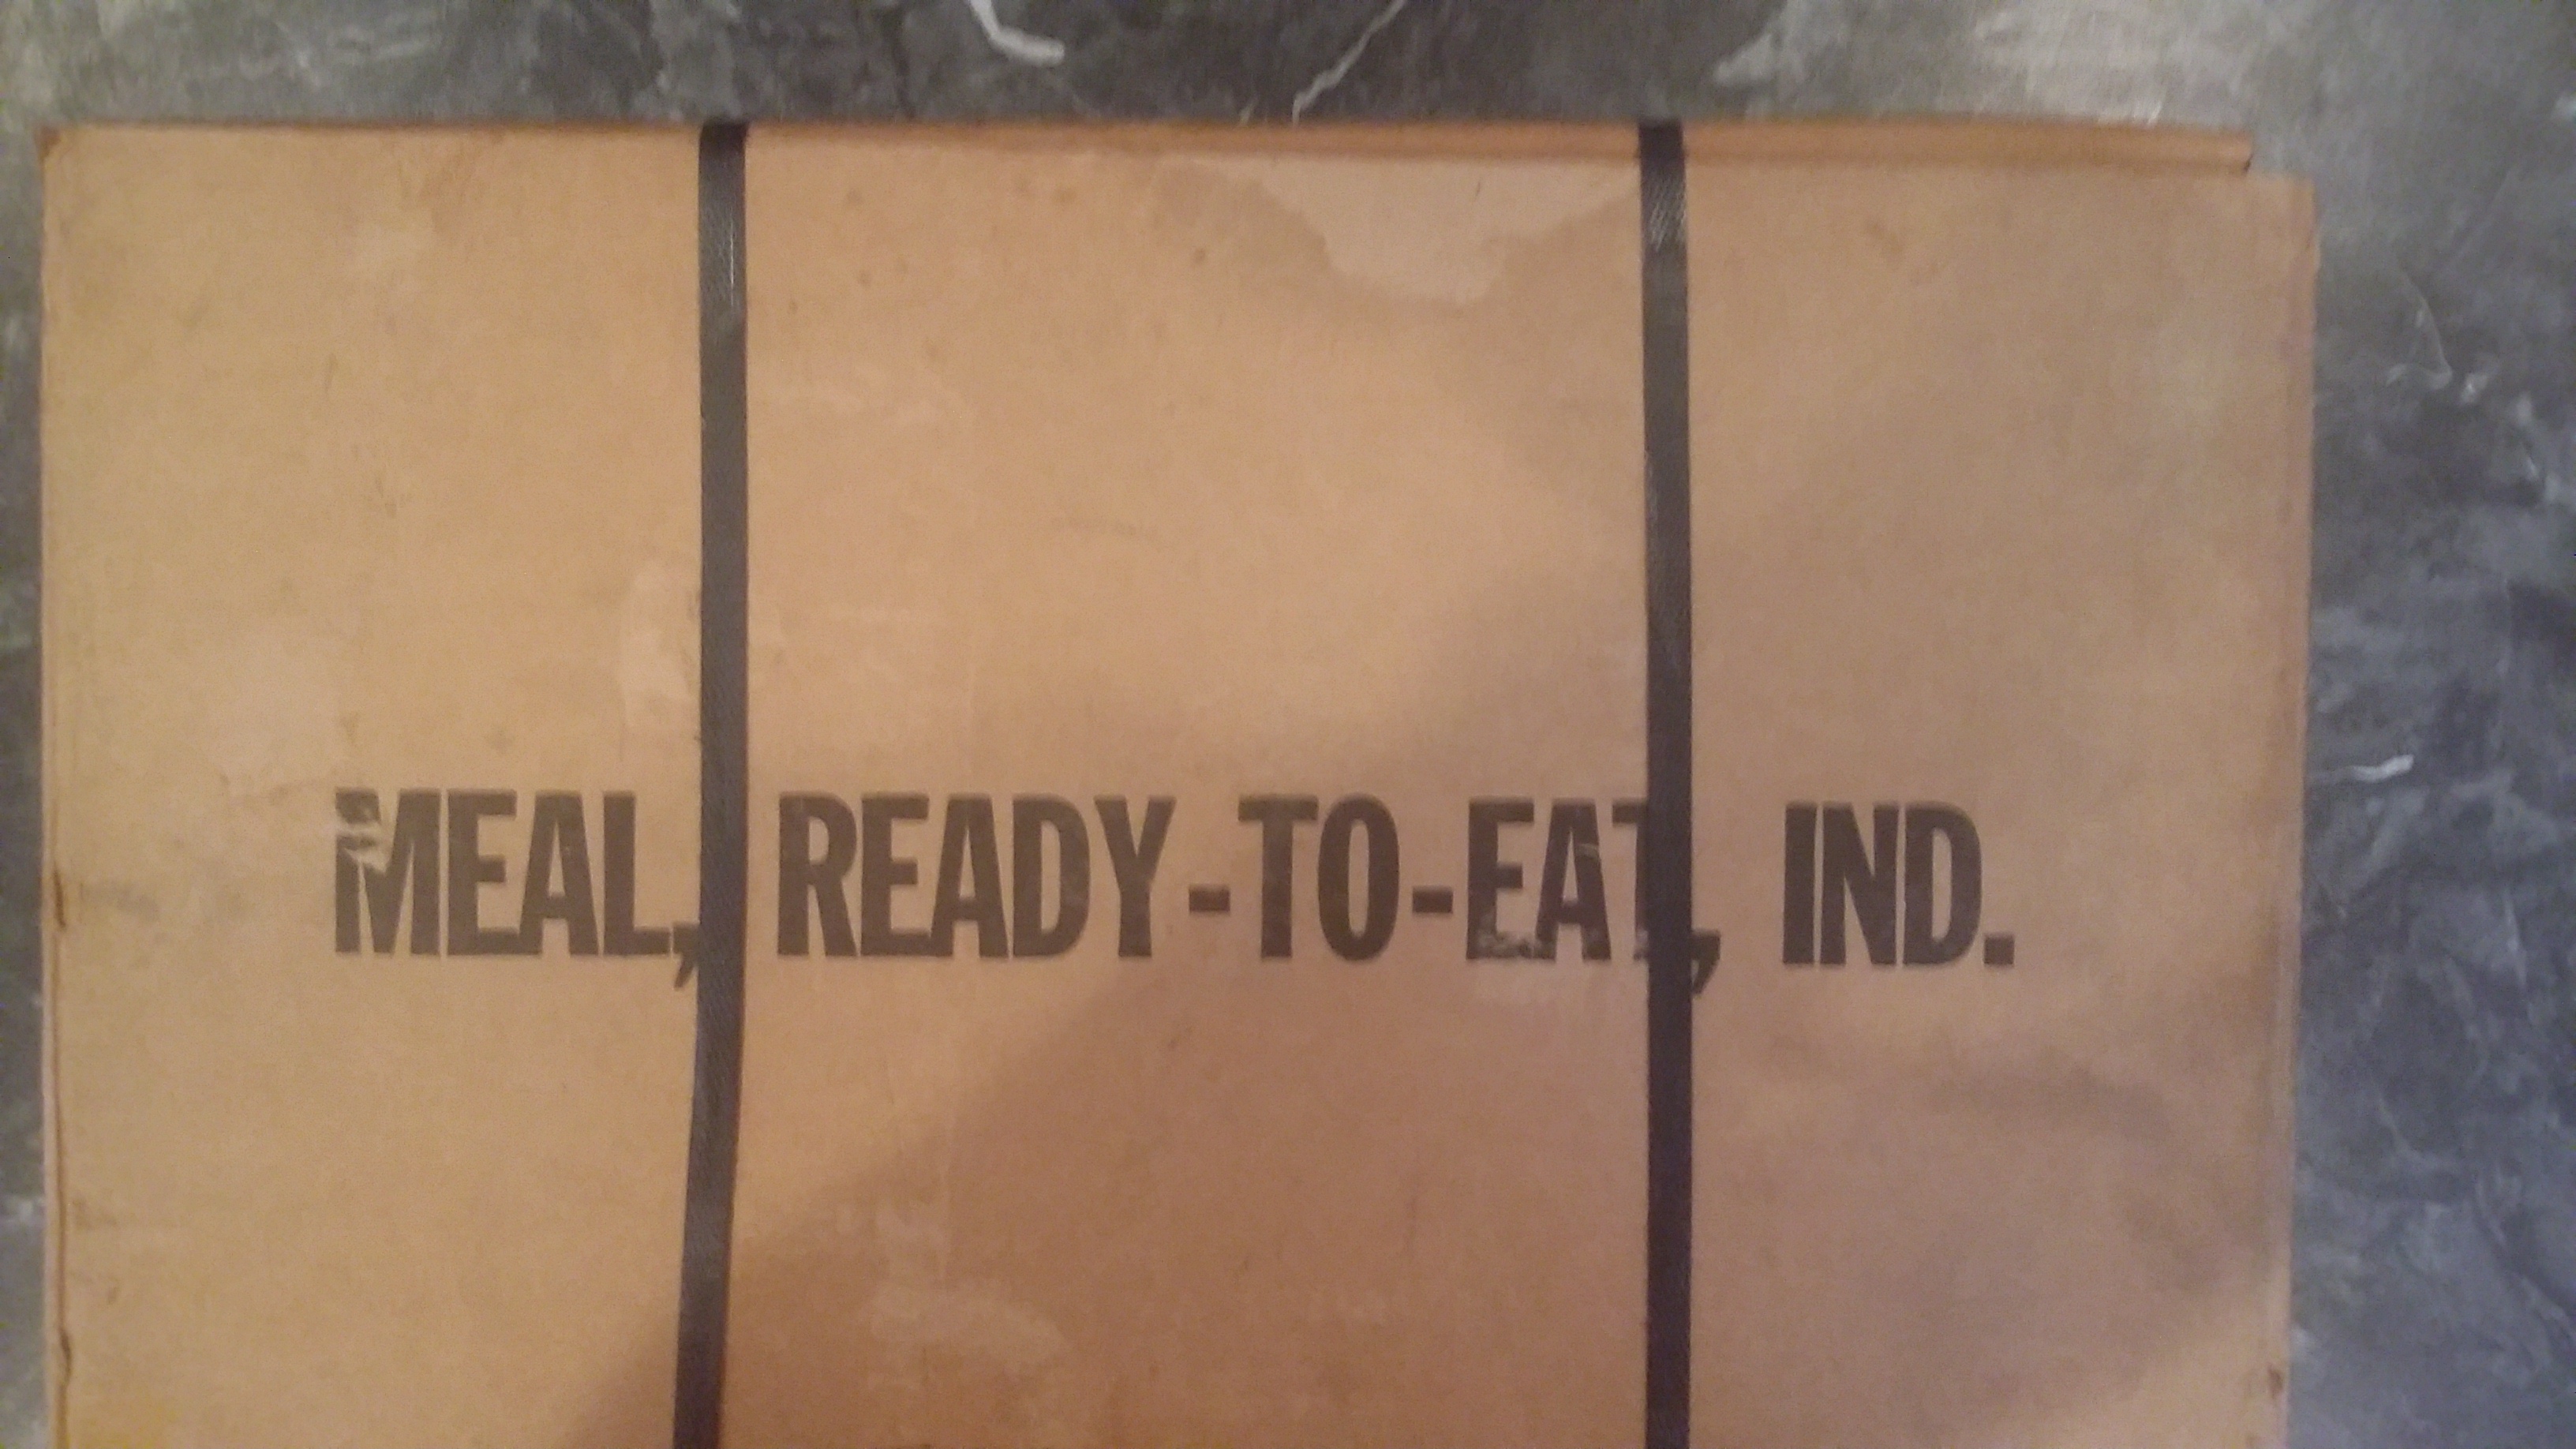 MEAL, READY-TO-EAT, IND.